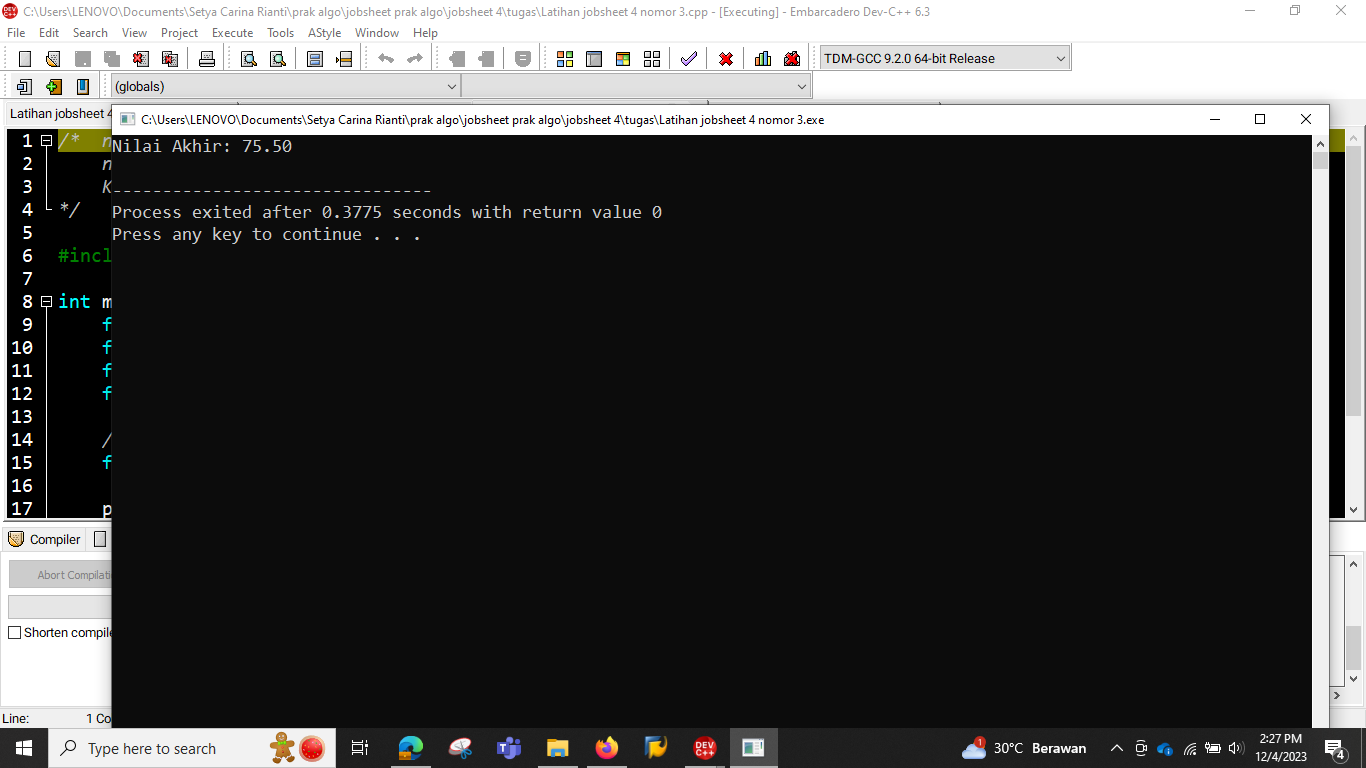 DEV C++
C:\Users\LENOVO\Documents\Setya Carina Rianti\prak algo\jobsheet prak algo\jobsheet 4\tugas\Latihan jobsheet 4 nomor 3.cpp - [Executing] - Embarcadero Dev-C++ 6.3
File Edit Search View Project Execute Tools AStyle Window Help
TDM-GCC 9.2.0 64-bit Release
(globals)
Latihan jobsheet 4
C:\Users\LENOVO\Documents\Setya Carina Rianti\prak algo\jobsheet prak algo\jobsheet 4\tugas\Latihan jobsheet 4 nomor 3.exe
Nilai Akhir: 75.50
--------------------------------
Process exited after 0.3775 seconds with return value 0
Press any key to continue . . .
1 /* n
2 n
3 K
4 */
5
6 #incl
7
8 int m
9 f
10 f
11 f
12 f
13
14 /
15 f
16
17 p
Compiler
Abort Compilati
Shorten compile
Line: 1 Co
Type here to search
DEV C++
1
30°C Berawan
2:27 PM
12/4/2023
4